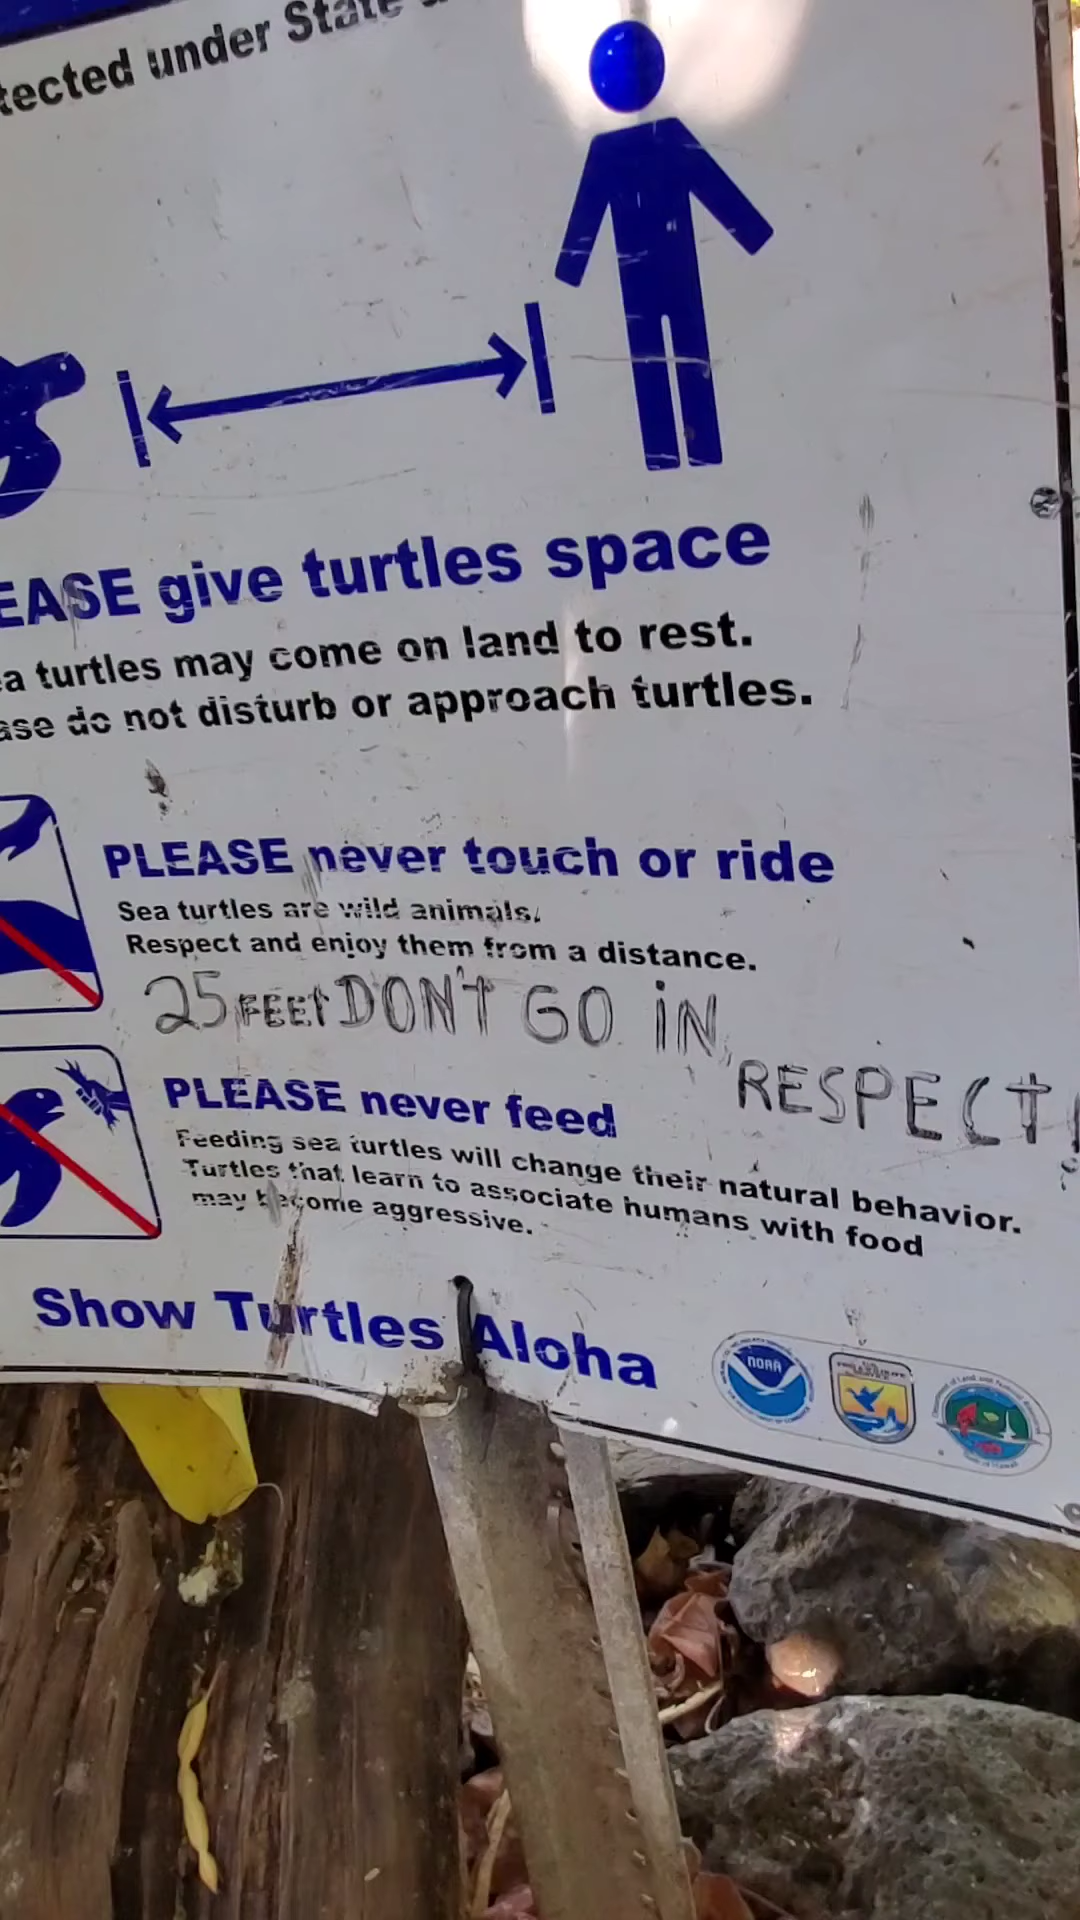 tected under State
EASE give turtles space
a turtles may come on land to rest.
ase do not disturb or approach turtles.
PLEASE never touch or ride
Sea turtles are wild animals.
Respect and enjoy them from a distance.
25 FEET DON'T GO iN
RESPECT
PLEASE never feed
Feeding sea turtles will change their natural behavior.
Turtles that learn to associate humans with food
may become aggressive.
Show Turtles Aloha
NOAA